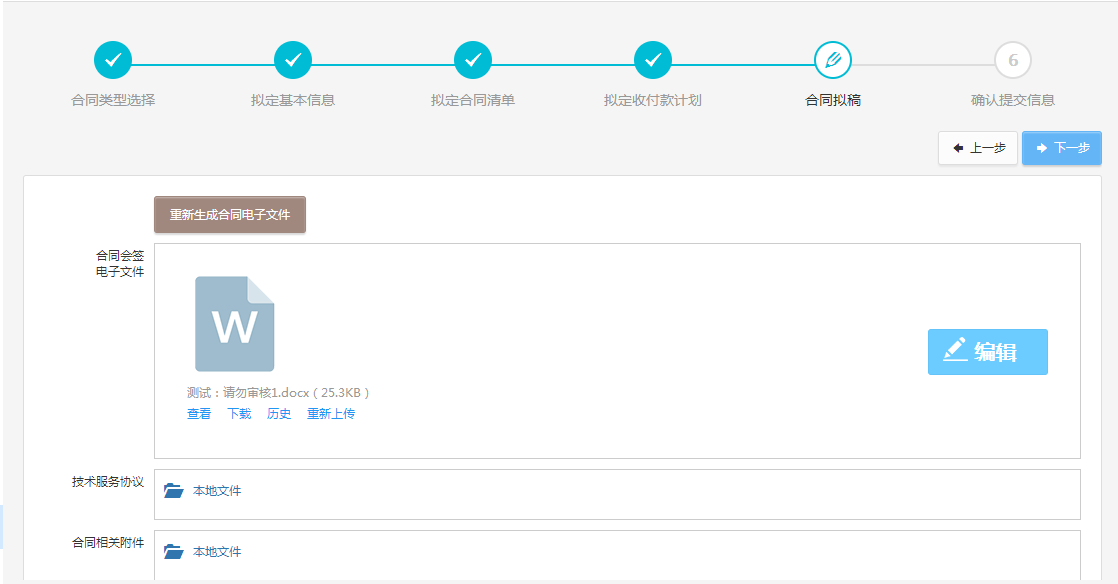 6
合同类型选择
拟定基本信息
拟定合同清单
拟定收付款计划
合同拟稿
确认提交信息
上一步
下一步
重新生成合同电子文件
合同会签
电子文件
W
编辑
测试：请勿审核1.docx ( 25.3KB )
查看 下载 历史 重新上传
技术服务协议
本地文件
合同相关附件
本地文件